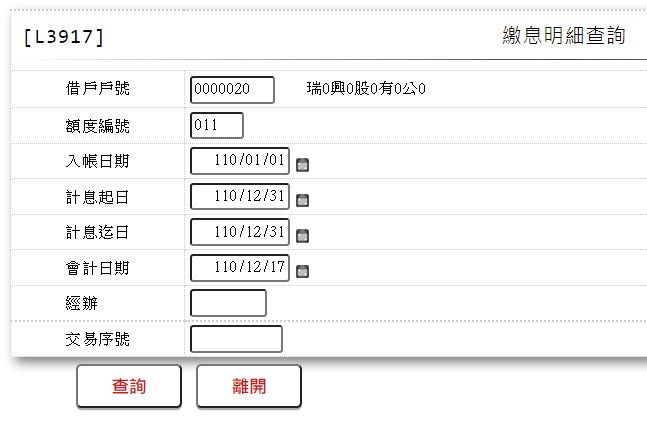 [L3917] 繳息明細查詢
借戶戶號 0000020 瑞0興0股0有0公0
額度編號 011
入帳日期 110/01/01
計息起日 110/12/31
計息迄日 110/12/31
會計日期 110/12/17
經辦
交易序號
查詢 離開